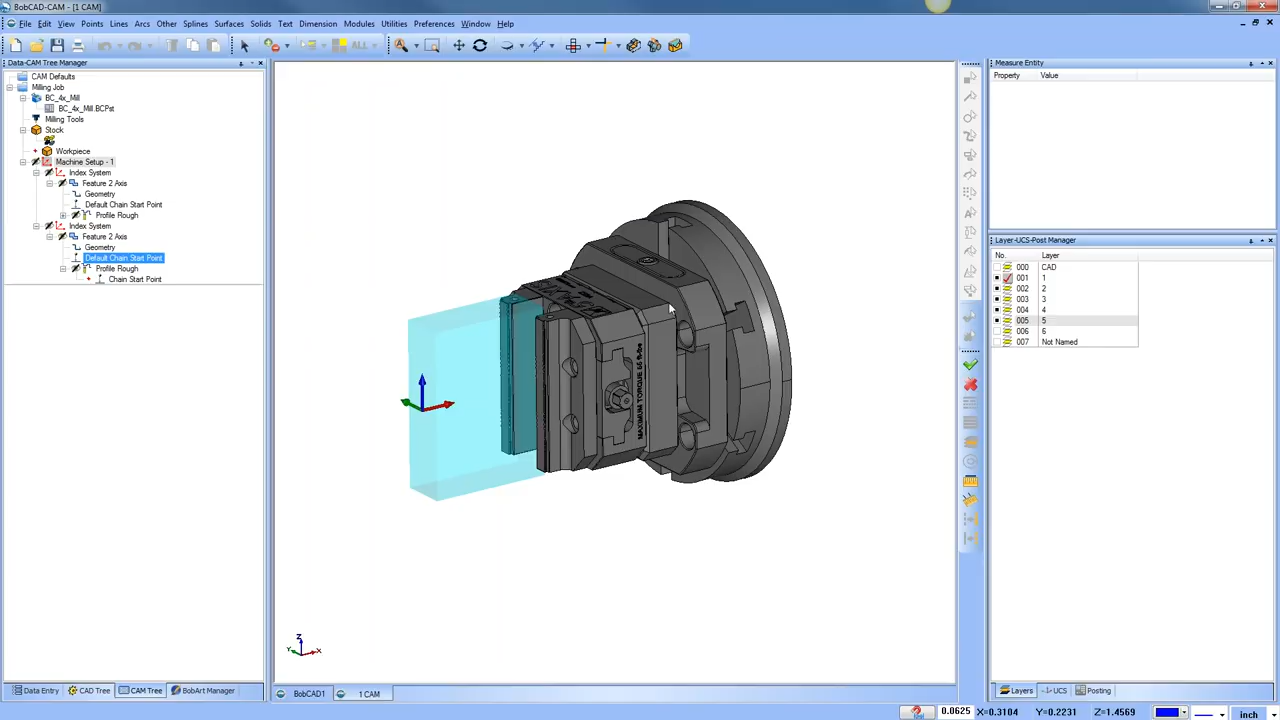 BobCAD-CAM - [1 CAM]
File Edit View Points Lines Arcs Other Splines Surfaces Solids Text Dimension Modules Utilities Preferences Window Help
ALL
Data-CAM Tree Manager
CAM Defaults
Milling Job
BC_4x_Mill
BC_4x_Mill.BCPst
Milling Tools
Stock
Workpiece
Machine Setup - 1
Index System
Feature 2 Axis
Geometry
Default Chain Start Point
Profile Rough
Index System
Feature 2 Axis
Geometry
Default Chain Start Point
Profile Rough
Chain Start Point
Data Entry CAD Tree CAM Tree BobArt Manager
MAXIMUM TORQUE
Z
Y X
BobCAD1 1 CAM
Measure Entity
Property Value
Layer-UCS-Post Manager
No. Layer
000 CAD
001 1
002 2
003 3
004 4
005 5
006 6
007 Not Named
Layers UCS Posting
0.0625 X=0.3104 Y=0.2231 Z=1.4569 inch